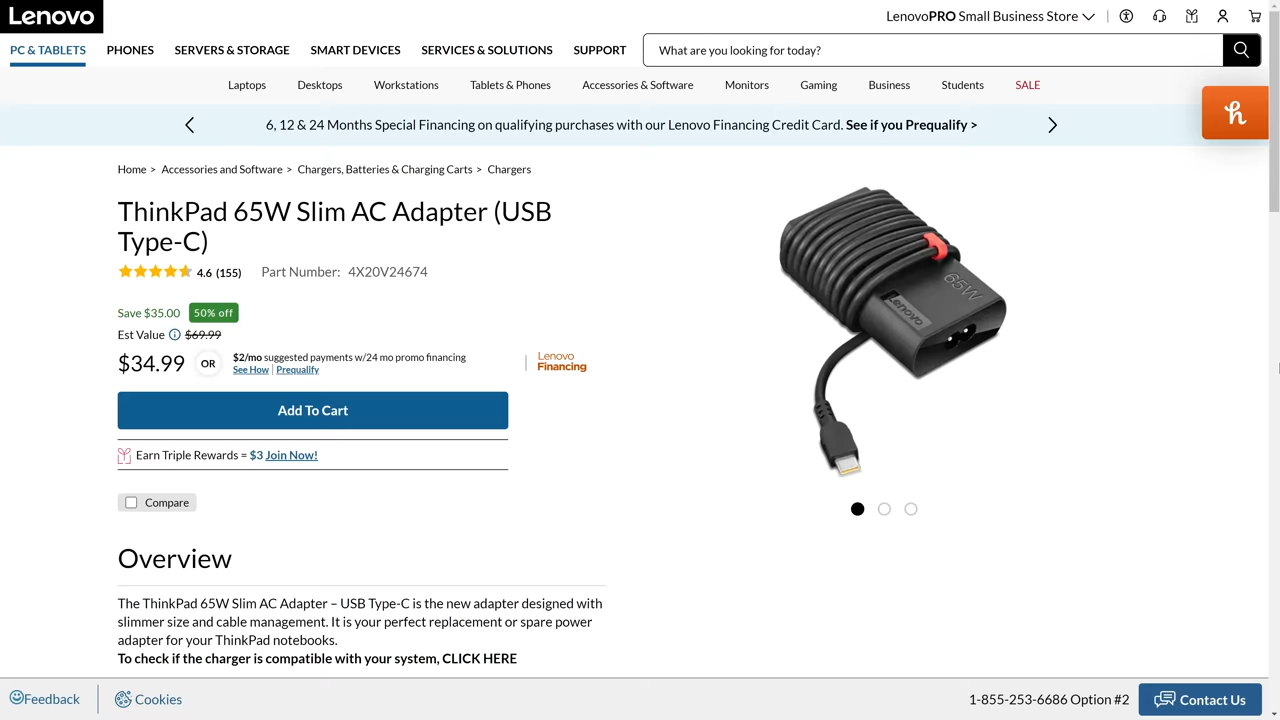 Lenovo
LenovoPRO Small Business Store
PC & TABLETS
PHONES
SERVERS & STORAGE
SMART DEVICES
SERVICES & SOLUTIONS
SUPPORT
What are you looking for today?
Laptops
Desktops
Workstations
Tablets & Phones
Accessories & Software
Monitors
Gaming
Business
Students
SALE
6, 12 & 24 Months Special Financing on qualifying purchases with our Lenovo Financing Credit Card. See if you Prequalify >
h
Home > Accessories and Software > Chargers, Batteries & Charging Carts > Chargers
ThinkPad 65W Slim AC Adapter (USB
Type-C)
4.6 (155)
Part Number: 4X20V24674
Save $35.00
50% off
Est Value
$69.99
$34.99
OR
$2/mo suggested payments w/24 mo promo financing
See How | Prequalify
Lenovo
Financing
Add To Cart
Earn Triple Rewards = $3 Join Now!
Compare
65W
Lenovo
Overview
The ThinkPad 65W Slim AC Adapter – USB Type-C is the new adapter designed with
slimmer size and cable management. It is your perfect replacement or spare power
adapter for your ThinkPad notebooks.
To check if the charger is compatible with your system, CLICK HERE
Feedback
Cookies
1-855-253-6686 Option #2
Contact Us